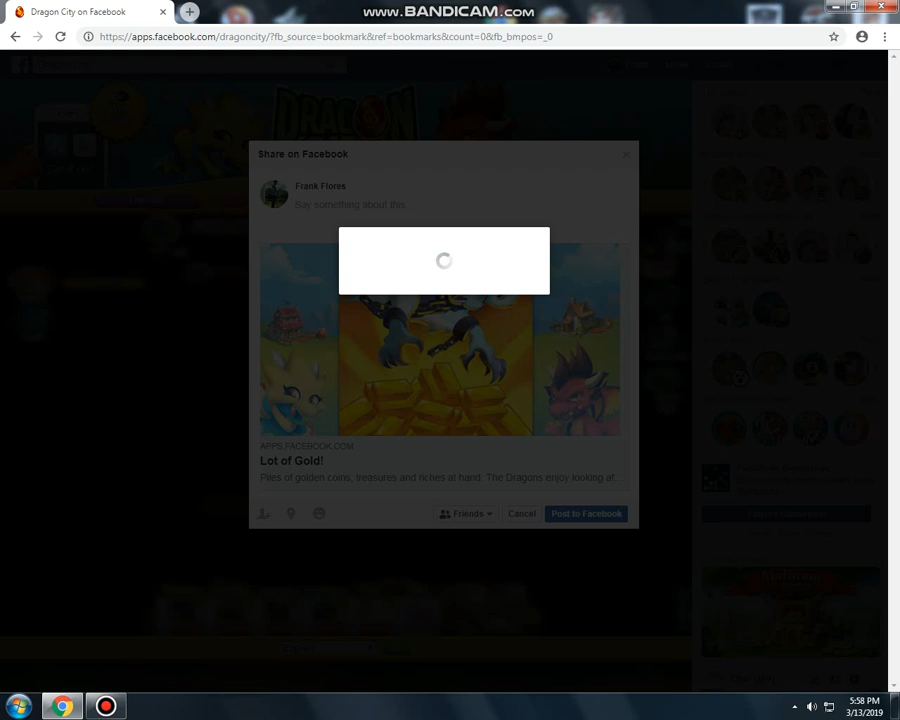 Dragon City on Facebook
www.BANDICAM.com
https://apps.facebook.com/dragoncity/?fb_source=bookmark&ref=bookmarks&count=0&fb_bmpos=_0
DRAGON
Share on Facebook
Frank Flores
Say something about this.
APPS.FACEBOOK.COM
Lot of Gold!
Piles of golden coins, treasures and riches at hand. The Dragons enjoy looking at...
Friends
Cancel
Post to Facebook
5:58 PM
3/13/2019